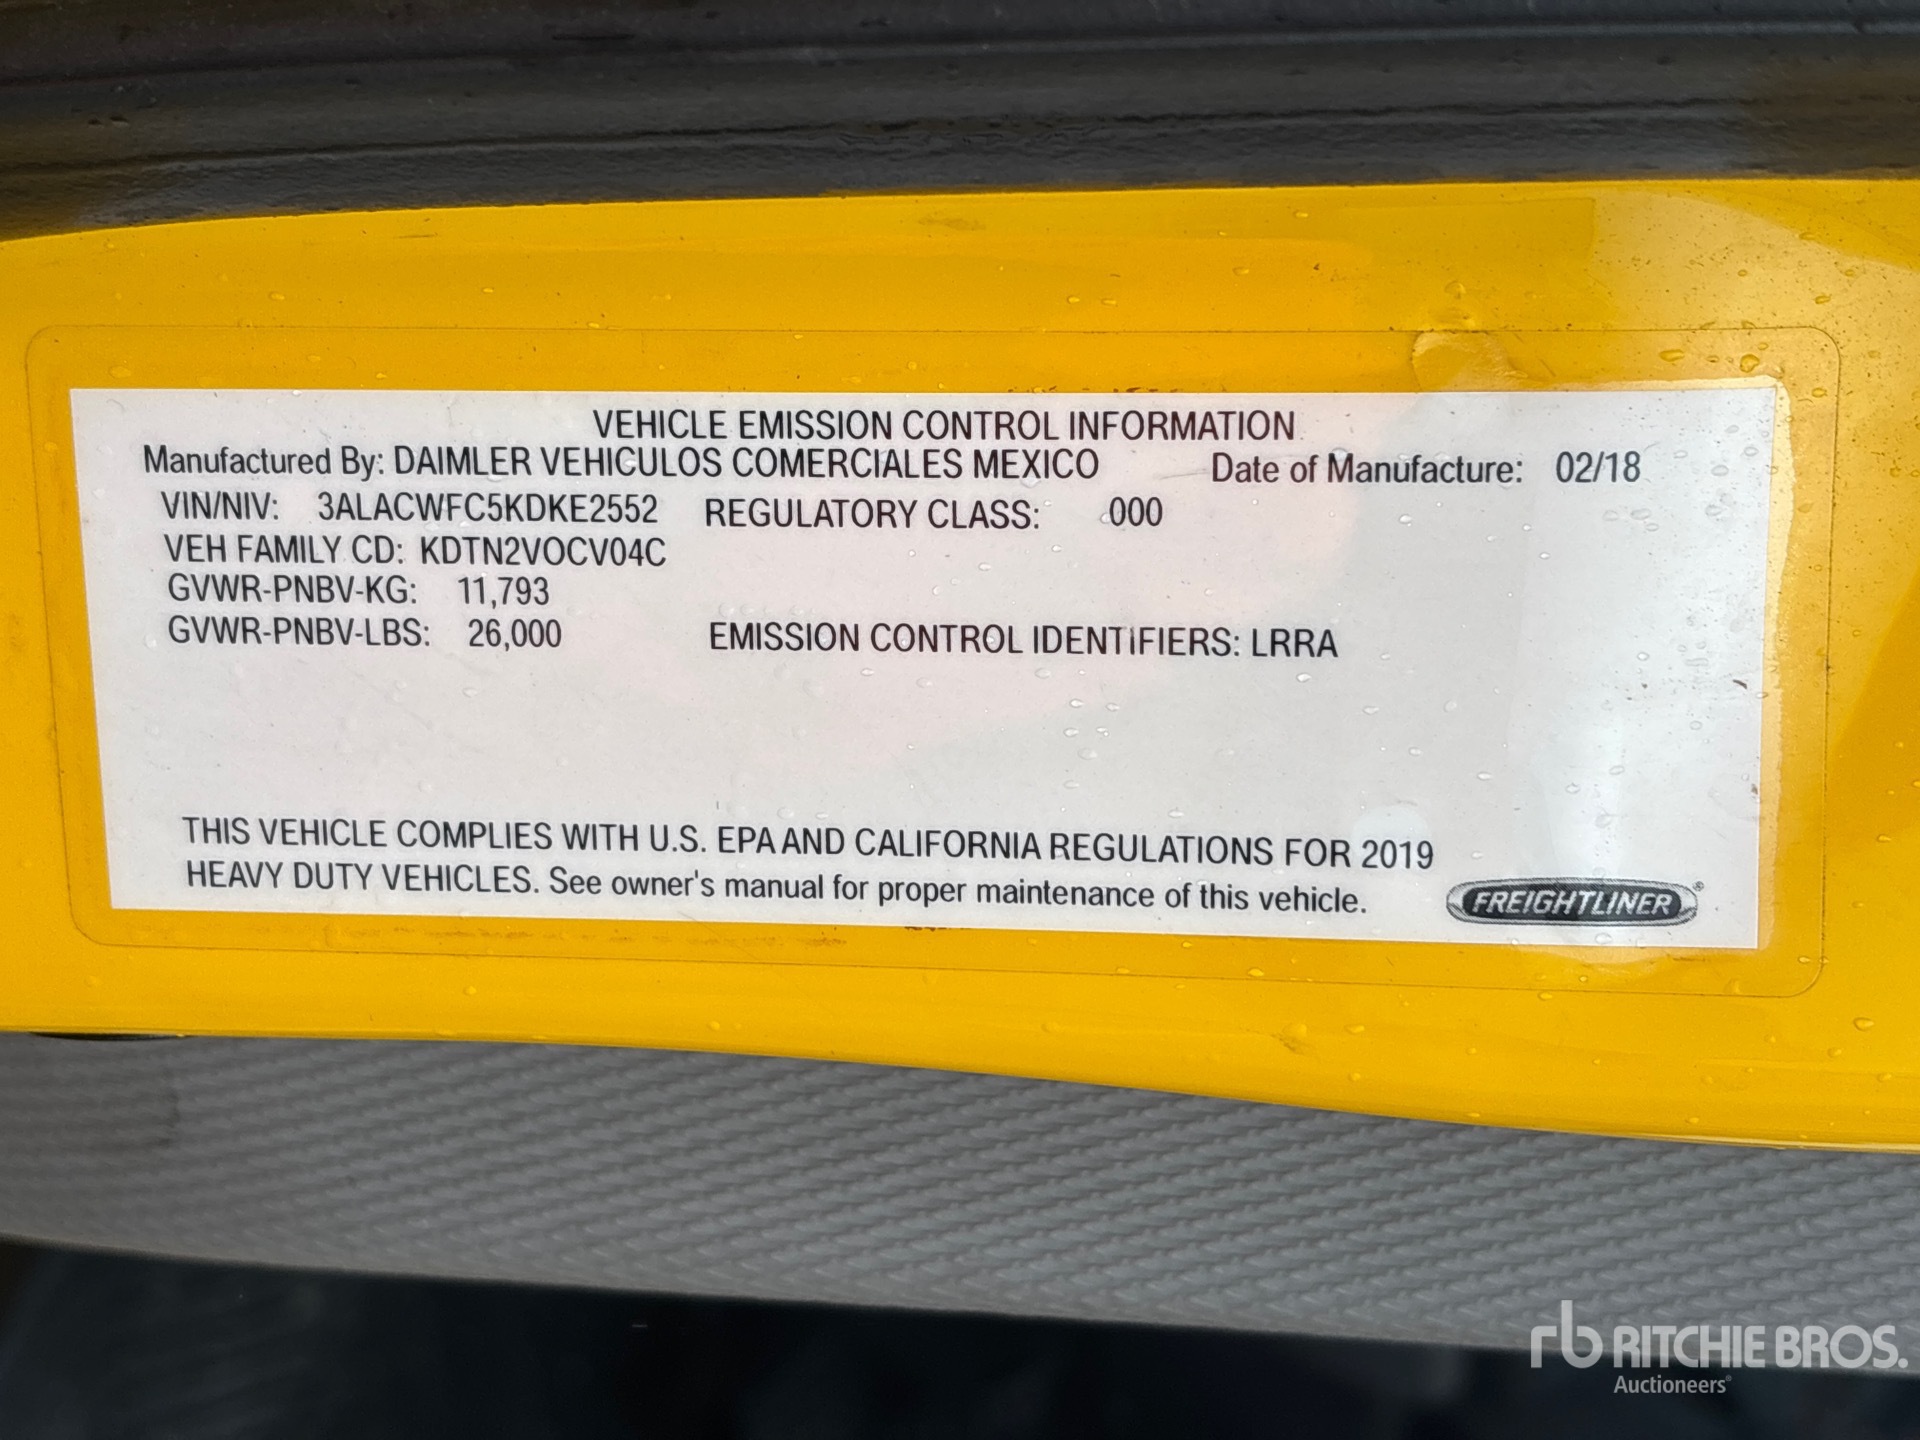 VEHICLE EMISSION CONTROL INFORMATION
Manufactured By: DAIMLER VEHICULOS COMERCIALES MEXICO Date of Manufacture: 02/18
VIN/NIV: 3ALACWFC5KDKE2552 REGULATORY CLASS: 000
VEH FAMILY CD: KDTN2VOCV04C
GVWR-PNBV-KG: 11,793
GVWR-PNBV-LBS: 26,000 EMISSION CONTROL IDENTIFIERS: LRRA
THIS VEHICLE COMPLIES WITH U.S. EPA AND CALIFORNIA REGULATIONS FOR 2019
HEAVY DUTY VEHICLES. See owner's manual for proper maintenance of this vehicle.
FREIGHTLINER®
rb RITCHIE BROS.
Auctioneers®